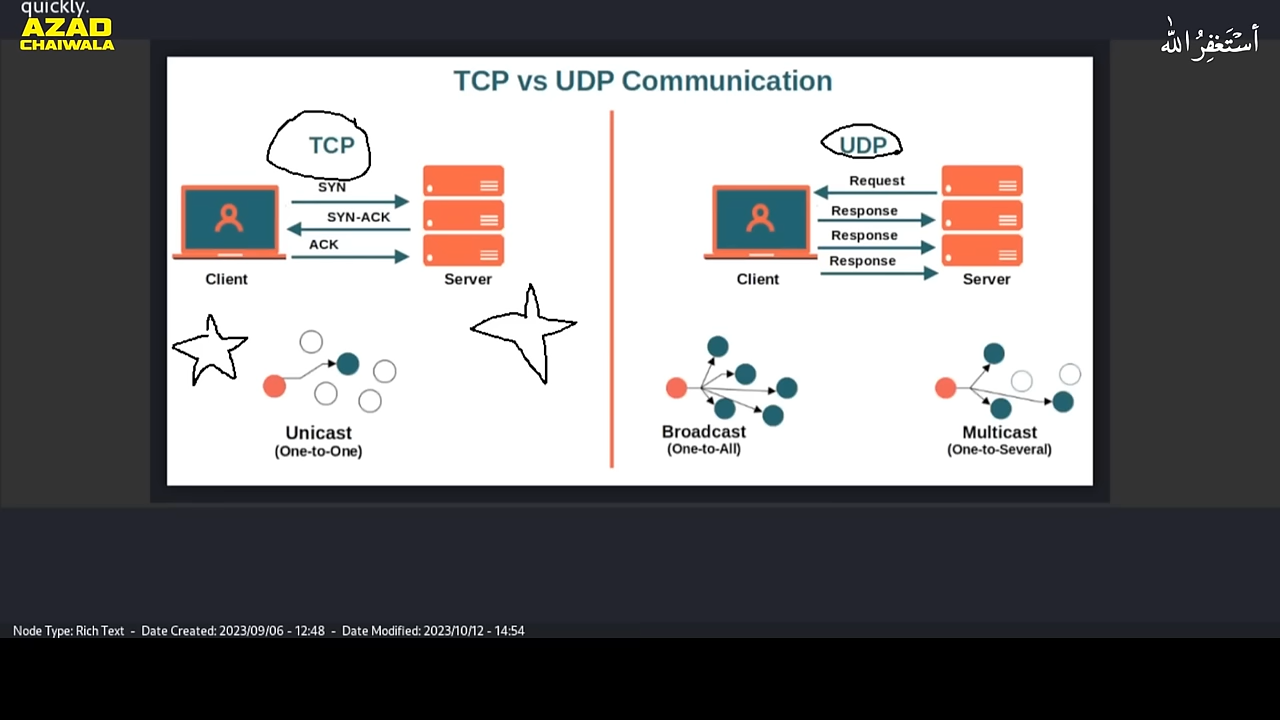 quickly.
AZAD
CHAIWALA
أستغفر الله
TCP vs UDP Communication
TCP
SYN
SYN-ACK
ACK
Client
Server
Unicast
(One-to-One)
UDP
Request
Response
Response
Response
Client
Server
Broadcast
(One-to-All)
Multicast
(One-to-Several)
Node Type: Rich Text - Date Created: 2023/09/06 - 12:48 - Date Modified: 2023/10/12 - 14:54